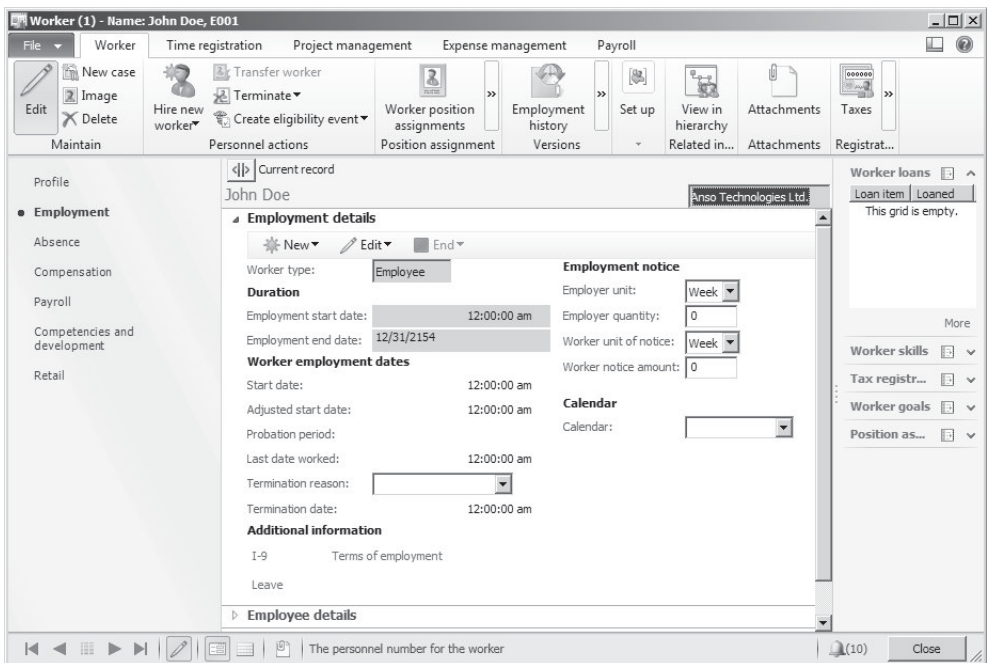 Worker (1) - Name: John Doe, E001
File Worker Time registration Project management Expense management Payroll
Edit
New case
Image
Delete
Maintain
Hire new worker
Transfer worker
Terminate
Create eligibility event
Personnel actions
Worker position assignments
Position assignment
Employment history
Versions
Set up
View in hierarchy
Related in...
Attachments
Attachments
Taxes
Registrat...
Profile
Employment
Absence
Compensation
Payroll
Competencies and
development
Retail
Current record
John Doe
Anso Technologies Ltd.
Employment details
New Edit End
Worker type: Employee
Duration
Employment start date: 12:00:00 am
Employment end date: 12/31/2154
Worker employment dates
Start date: 12:00:00 am
Adjusted start date: 12:00:00 am
Probation period:
Last date worked: 12:00:00 am
Termination reason:
Termination date: 12:00:00 am
Additional information
I-9 Terms of employment
Leave
Employment notice
Employer unit: Week
Employer quantity: 0
Worker unit of notice: Week
Worker notice amount: 0
Calendar
Calendar:
Employee details
Worker loans
Loan item Loaned
This grid is empty.
More
Worker skills
Tax registr...
Worker goals
Position as...
The personnel number for the worker
(10)
Close